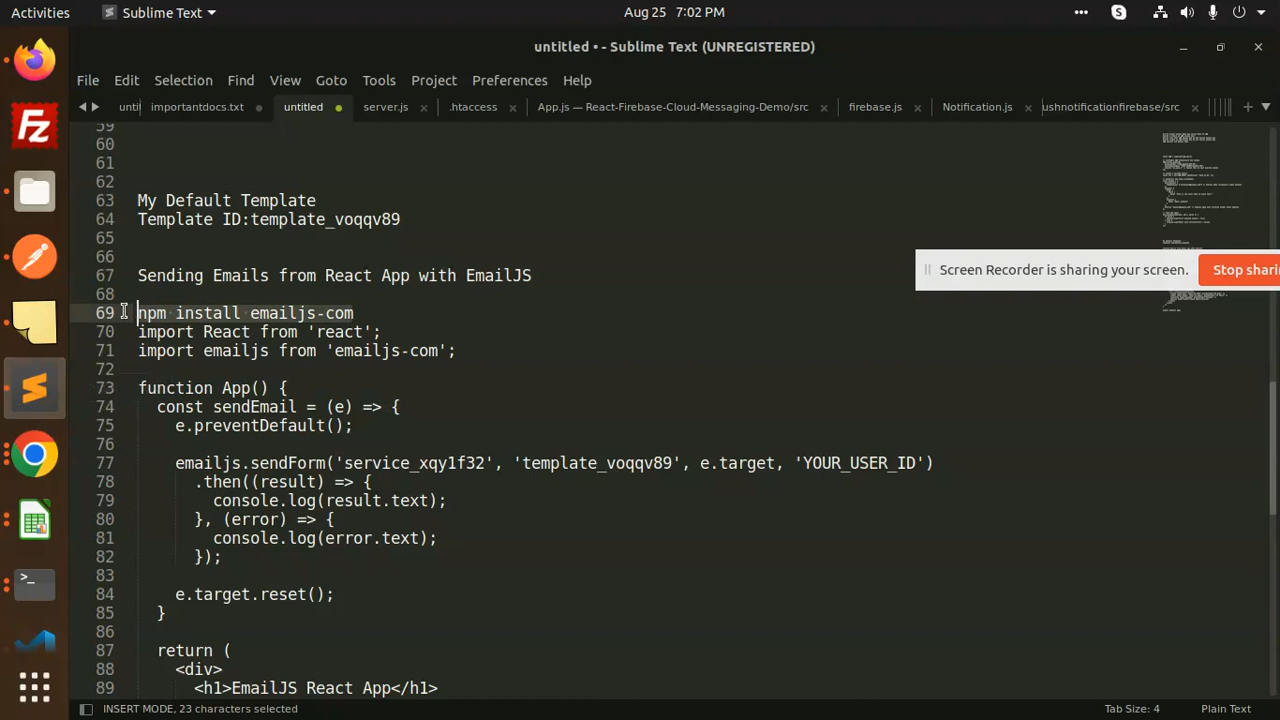 Activities
Sublime Text
Aug 25 7:02 PM
untitled • - Sublime Text (UNREGISTERED)
File Edit Selection Find View Goto Tools Project Preferences Help
unti importantdocs.txt untitled server.js .htaccess App.js — React-Firebase-Cloud-Messaging-Demo/src firebase.js Notification.js ushnotificationfirebase/src
59
60
61
62
63 My Default Template
64 Template ID:template_voqqv89
65
66
67 Sending Emails from React App with EmailJS
68
69 npm install emailjs-com
70 import React from 'react';
71 import emailjs from 'emailjs-com';
72
73 function App() {
74 const sendEmail = (e) => {
75 e.preventDefault();
76
77 emailjs.sendForm('service_xqy1f32', 'template_voqqv89', e.target, 'YOUR_USER_ID')
78 .then((result) => {
79 console.log(result.text);
80 }, (error) => {
81 console.log(error.text);
82 });
83
84 e.target.reset();
85 }
86
87 return (
88 <div>
89 <h1>EmailJS React App</h1>
Screen Recorder is sharing your screen.
Stop shari
INSERT MODE, 23 characters selected
Tab Size: 4
Plain Text